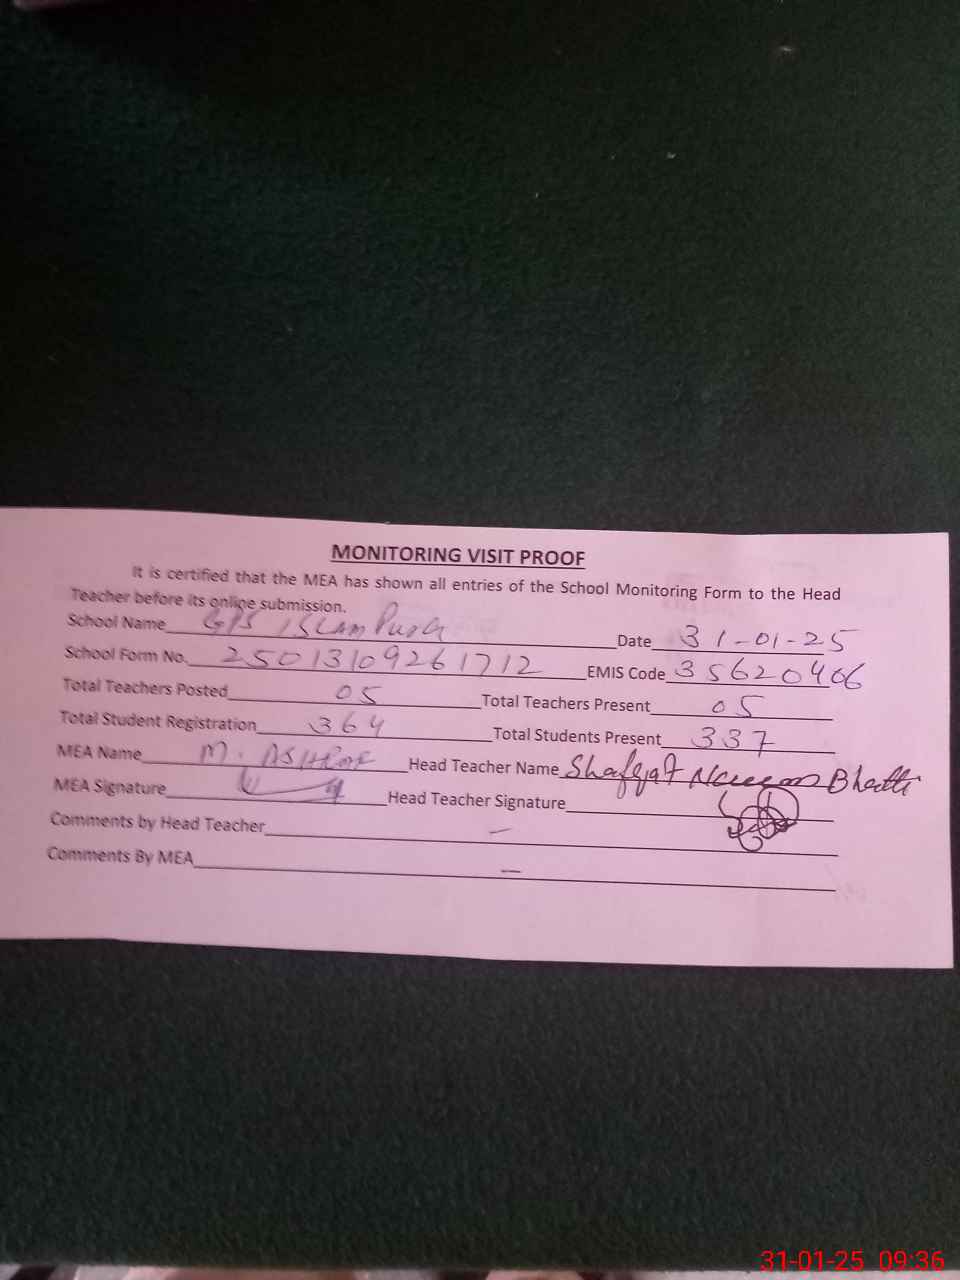 MONITORING VISIT PROOF
It is certified that the MEA has shown all entries of the School Monitoring Form to the Head
Teacher before its online submission.
School Name GPS ISLAM Pura Date 31-01-25
School Form No. 2501310926 1712 EMIS Code 35620406
Total Teachers Posted 05 Total Teachers Present 05
Total Student Registration 364 Total Students Present 337
MEA Name M. ASHRAF Head Teacher Name Shafqat Bhatti
MEA Signature Head Teacher Signature
Comments by Head Teacher —
Comments By MEA —
31-01-25 09:36